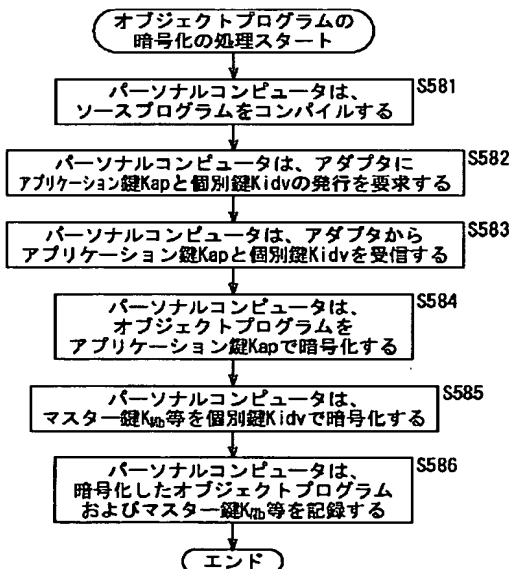 オブジェクトプログラムの
暗号化の処理スタート
S581
パーソナルコンピュータは、
ソースプログラムをコンパイルする
S582
パーソナルコンピュータは、アダプタに
アプリケーション鍵Kapと個別鍵Kidvの発行を要求する
S583
パーソナルコンピュータは、アダプタから
アプリケーション鍵Kapと個別鍵Kidvを受信する
S584
パーソナルコンピュータは、
オブジェクトプログラムを
アプリケーション鍵Kapで暗号化する
S585
パーソナルコンピュータは、
マスター鍵 等を個別鍵Kidvで暗号化する
S586
パーソナルコンピュータは、
暗号化したオブジェクトプログラム
およびマスター鍵 等を記録する
エンド